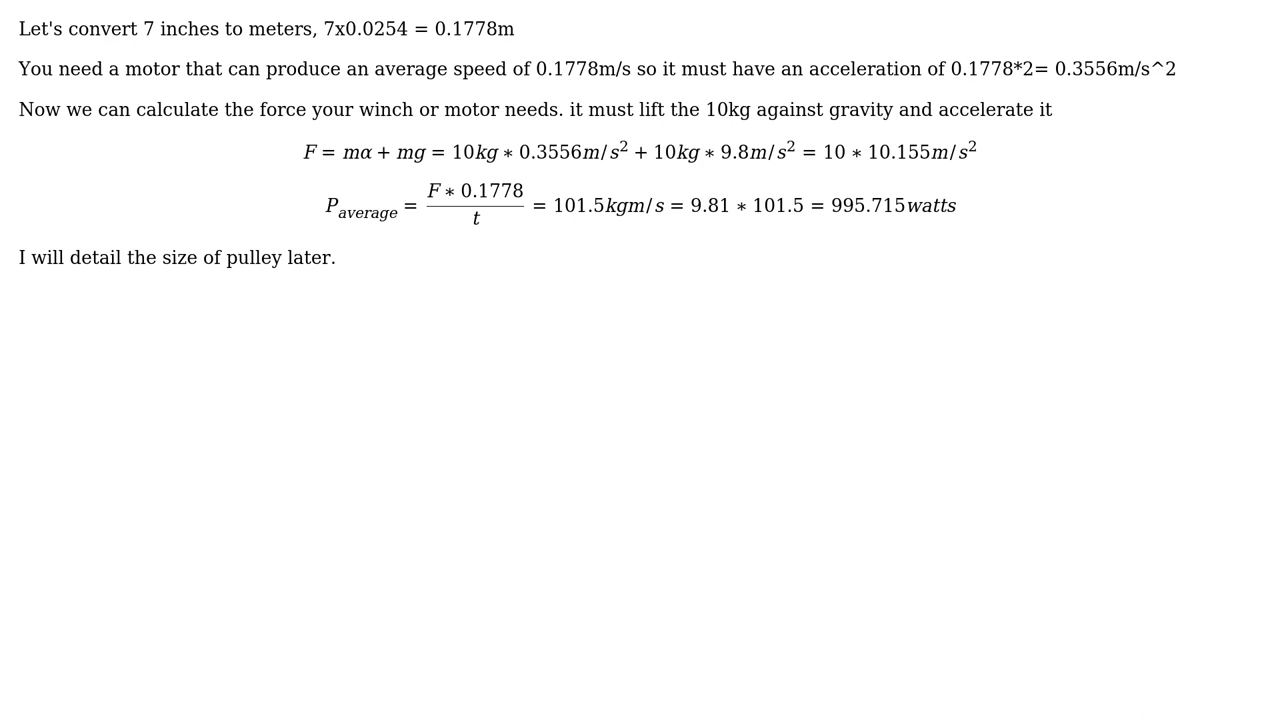 Let's convert 7 inches to meters, 7x0.0254 = 0.1778m
You need a motor that can produce an average speed of 0.1778m/s so it must have an acceleration of 0.1778*2= 0.3556m/s^2
Now we can calculate the force your winch or motor needs. it must lift the 10kg against gravity and accelerate it
F = mα + mg = 10kg ∗ 0.3556m/s² + 10kg ∗ 9.8m/s² = 10 ∗ 10.155m/s²
P_average = (F ∗ 0.1778)/t = 101.5kgm/s = 9.81 ∗ 101.5 = 995.715watts
I will detail the size of pulley later.